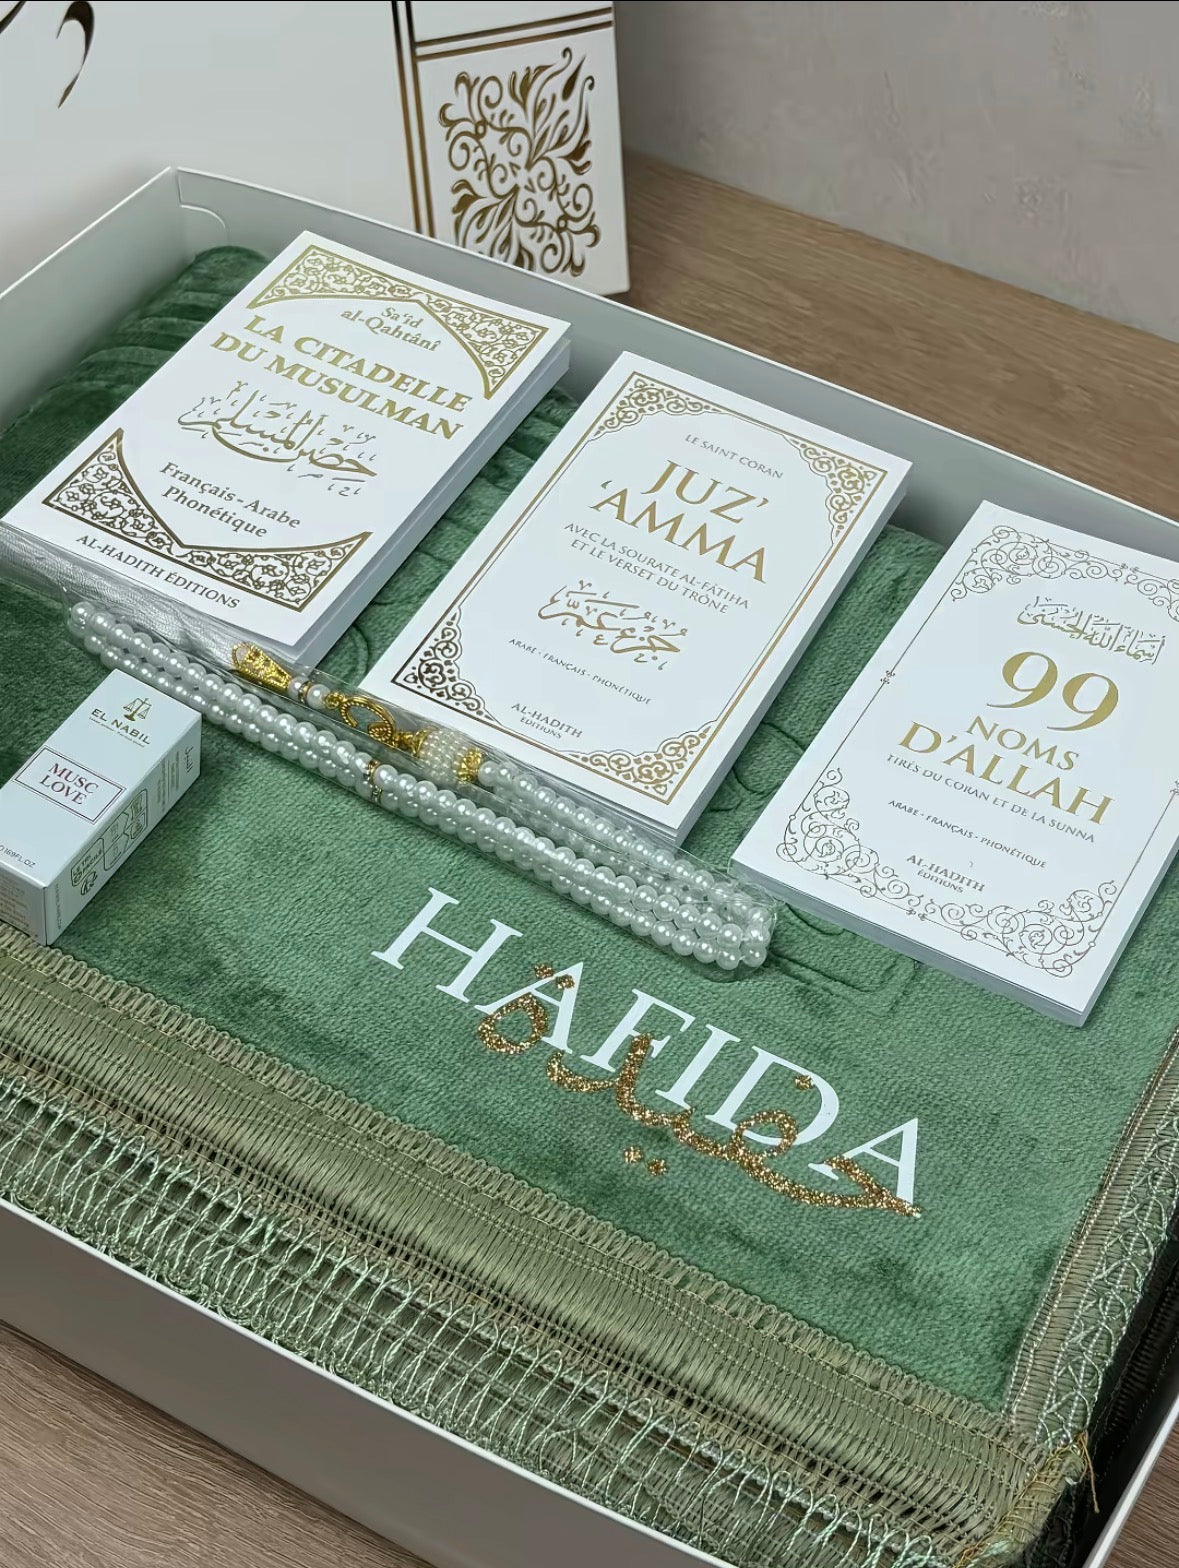 Sa'id
al-Qahtânî
LA CITADELLE
DU MUSULMAN
حصن المسلم
Français-Arabe
Phonétique
AL-HADITH ÉDITIONS
LE SAINT CORAN
JUZ'
'AMMA
AVEC LA SOURATE AL-FATIHA
ET LE VERSET DU TRÔNE
جزء عم
ARABE - FRANÇAIS - PHONÉTIQUE
AL-HADITH
ÉDITIONS
أسماء الله الحسنى
99
NOMS
D'ALLAH
TIRÉS DU CORAN ET DE LA SUNNA
ARABE - FRANÇAIS - PHONÉTIQUE
AL-HADITH
ÉDITIONS
EL NABIL
MUSC
LOVE
HAFIDA
حفيدة